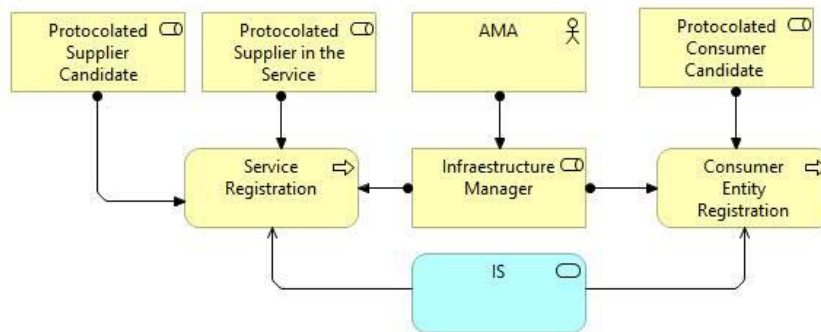 Protocolated
Supplier
Candidate
Protocolated
Supplier in the
Service
AMA
Protocolated
Consumer
Candidate
Service
Registration
Infraestructure
Manager
Consumer
Entity
Registration
IS